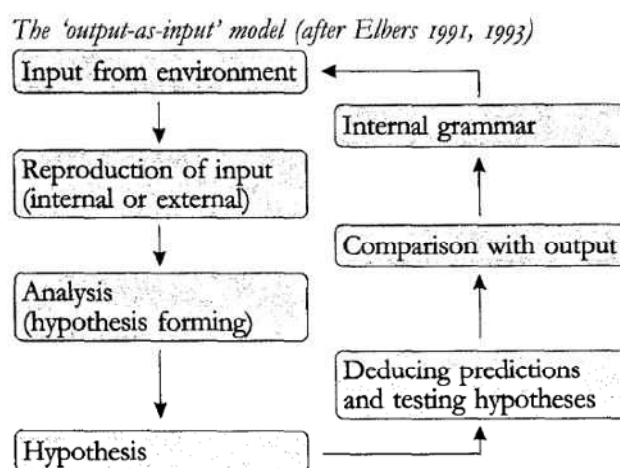 The ‘output-as-input’ model (after Elbers 1991, 1993)
Input from environment
Reproduction of input
(internal or external)
Analysis
(hypothesis forming)
Hypothesis
Internal grammar
Comparison with output
Deducing predictions
and testing hypotheses